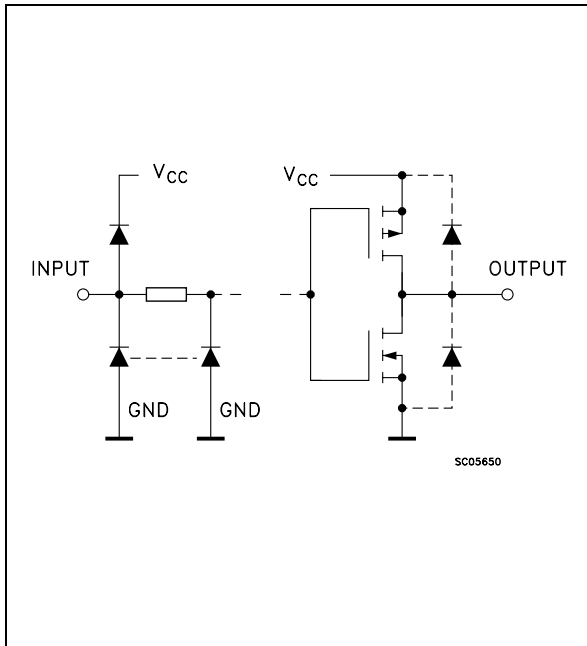 VCC
VCC
INPUT
OUTPUT
GND
GND
SC05650